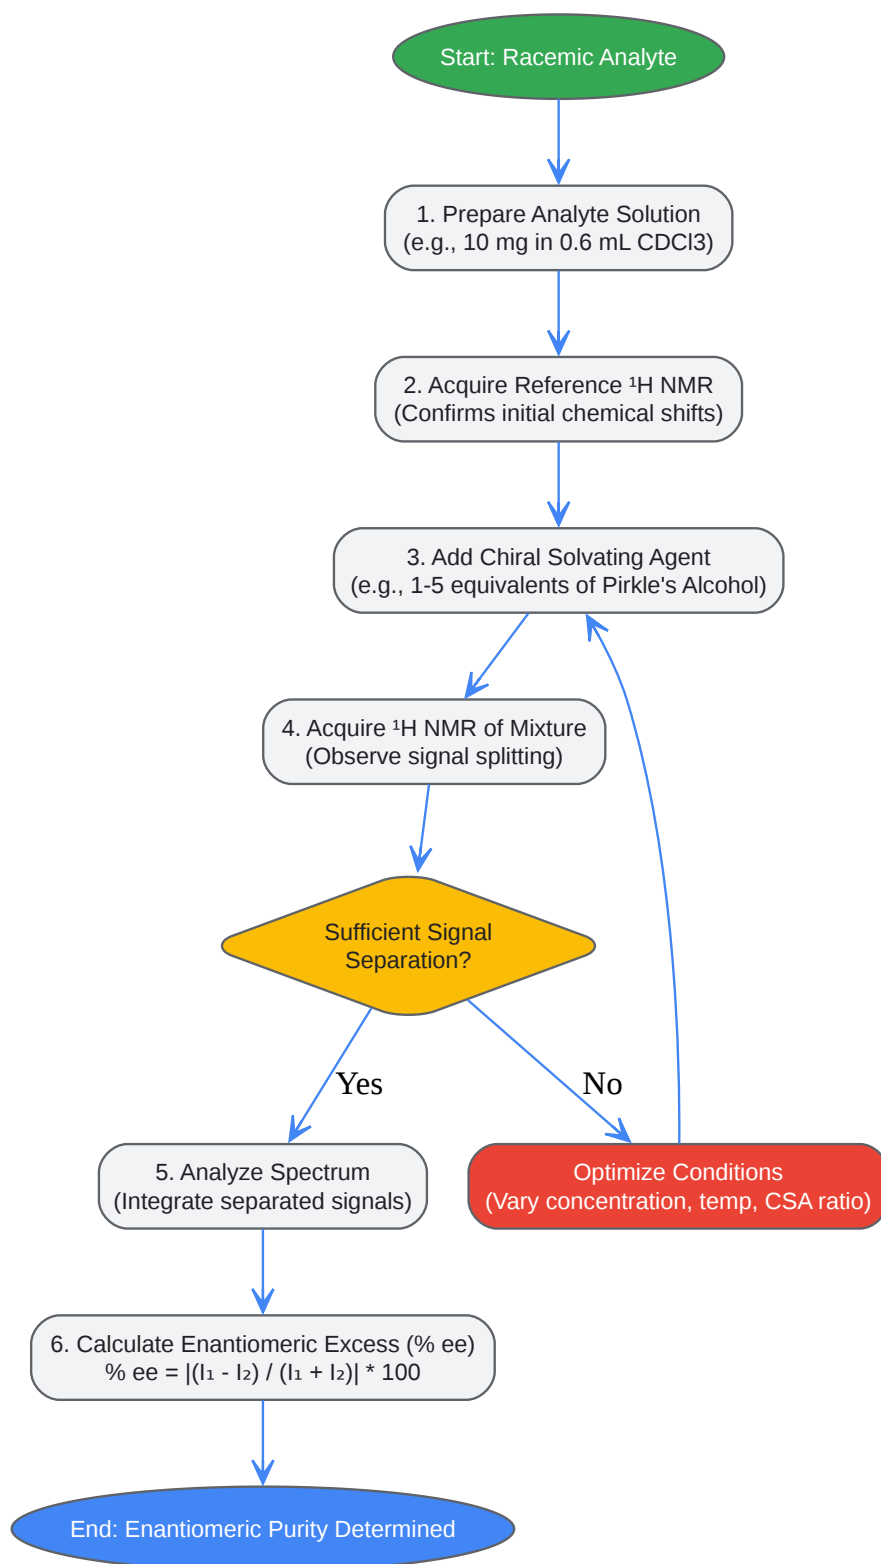 Start: Racemic Analyte
1. Prepare Analyte Solution
(e.g., 10 mg in 0.6 mL CDCl3)
2. Acquire Reference ¹H NMR
(Confirms initial chemical shifts)
3. Add Chiral Solvating Agent
(e.g., 1-5 equivalents of Pirkle's Alcohol)
4. Acquire ¹H NMR of Mixture
(Observe signal splitting)
Sufficient Signal
Separation?
Yes
No
5. Analyze Spectrum
(Integrate separated signals)
Optimize Conditions
(Vary concentration, temp, CSA ratio)
6. Calculate Enantiomeric Excess (% ee)
% ee = |(I₁ - I₂) / (I₁ + I₂)| * 100
End: Enantiomeric Purity Determined